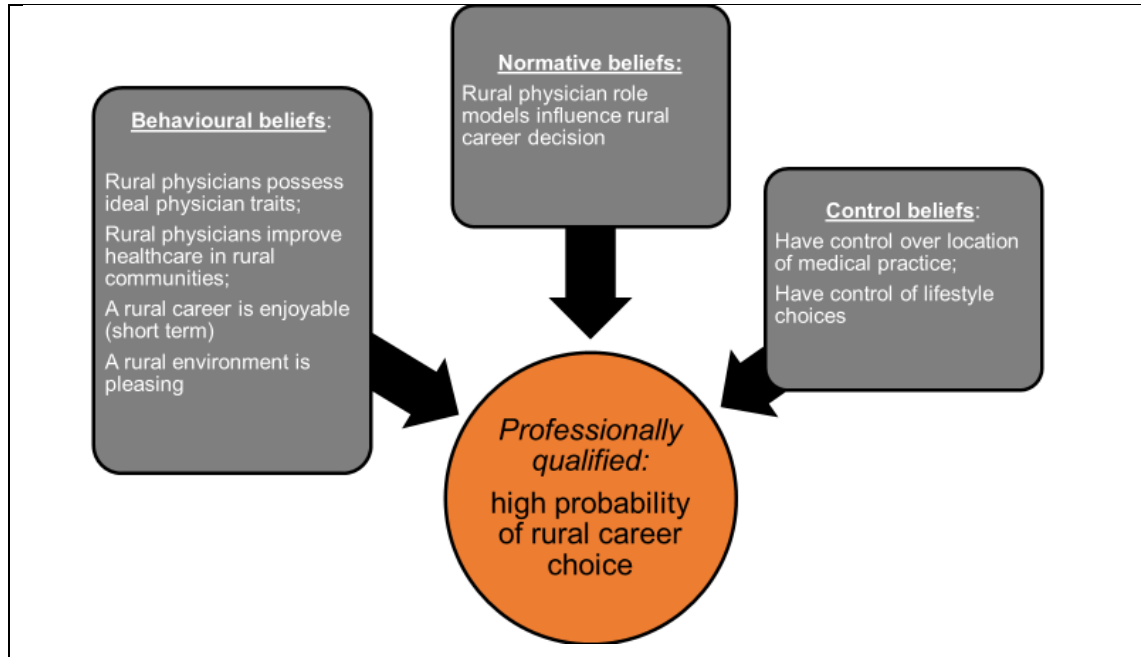 Behavioural beliefs:
Rural physicians possess
ideal physician traits;
Rural physicians improve
healthcare in rural
communities;
A rural career is enjoyable
(short term)
A rural environment is
pleasing
Normative beliefs:
Rural physician role
models influence rural
career decision
Control beliefs:
Have control over location
of medical practice;
Have control of lifestyle
choices
Professionally
qualified:
high probability
of rural career
choice